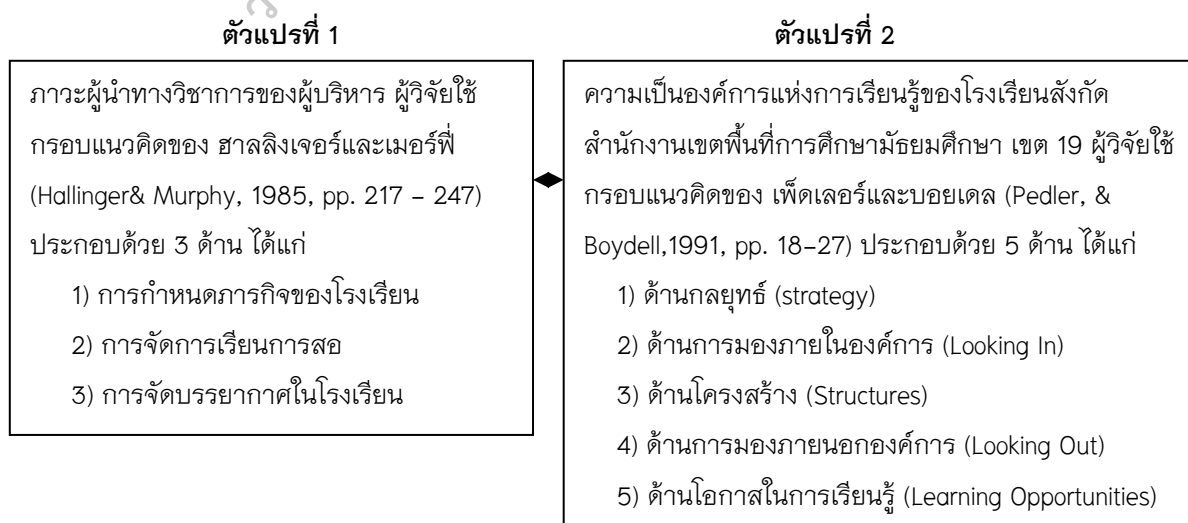 ตัวแปรที่ 1
ภาวะผู้นำทางวิชาการของผู้บริหาร ผู้วิจัยใช้
กรอบแนวคิดของ ฮาลลิงเจอร์และเมอร์ฟี่
(Hallinger& Murphy, 1985, pp. 217 – 247)
ประกอบด้วย 3 ด้าน ได้แก่
1) การกำหนดภารกิจของโรงเรียน
2) การจัดการเรียนการสอ
3) การจัดบรรยากาศในโรงเรียน
ตัวแปรที่ 2
ความเป็นองค์การแห่งการเรียนรู้ของโรงเรียนสังกัด
สำนักงานเขตพื้นที่การศึกษามัธยมศึกษา เขต 19 ผู้วิจัยใช้
กรอบแนวคิดของ เพ็ดเลอร์และบอยเดล (Pedler, &
Boydell,1991, pp. 18–27) ประกอบด้วย 5 ด้าน ได้แก่
1) ด้านกลยุทธ์ (strategy)
2) ด้านการมองภายในองค์การ (Looking In)
3) ด้านโครงสร้าง (Structures)
4) ด้านการมองภายนอกองค์การ (Looking Out)
5) ด้านโอกาสในการเรียนรู้ (Learning Opportunities)